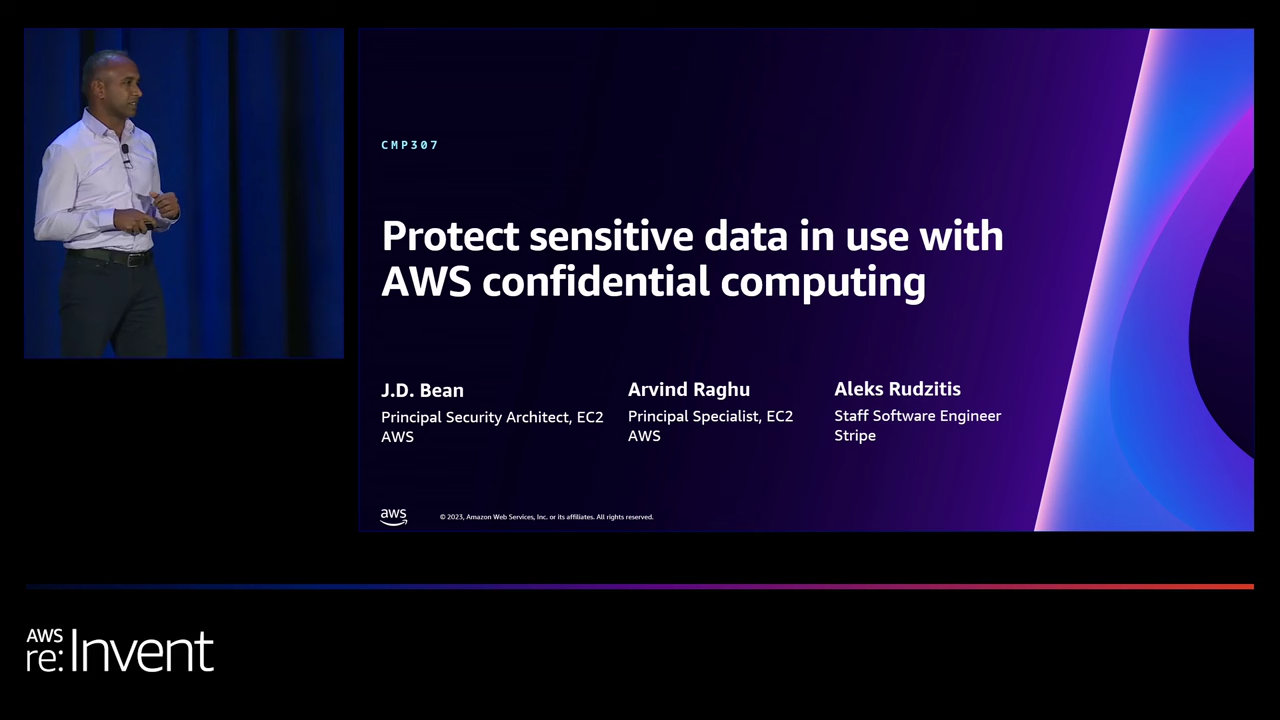 CMP307
Protect sensitive data in use with
AWS confidential computing
J.D. Bean
Principal Security Architect, EC2
AWS
Arvind Raghu
Principal Specialist, EC2
AWS
Aleks Rudzitis
Staff Software Engineer
Stripe
aws
© 2023, Amazon Web Services, Inc. or its affiliates. All rights reserved.
AWS
re:Invent